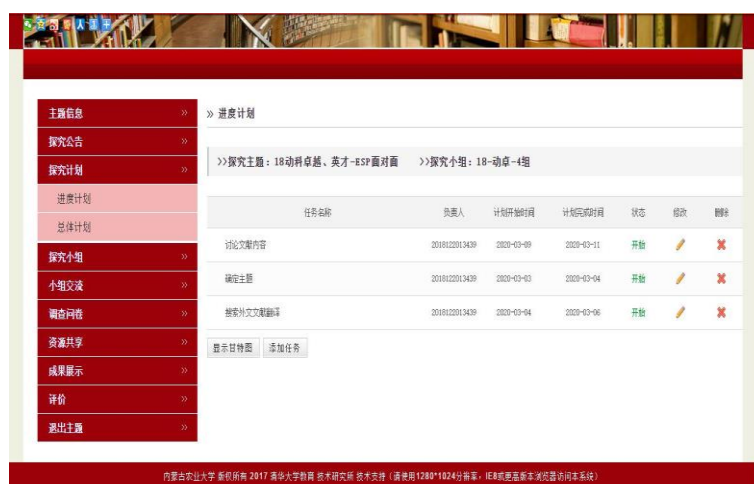 主题信息 »
探究公告 »
探究计划 »
进度计划
总体计划
探究小组 »
小组交流 »
调查问卷 »
资源共享 »
成果展示 »
评价 »
退出主题 »
» 进度计划
>>探究主题：18动科卓越、英才-ESP面对面 >>探究小组：18-动卓-4组
任务名称 负责人 计划开始时间 计划完成时间 状态 修改 删除
讨论文献内容 2018122013439 2020-03-09 2020-03-11 开始
确定主题 2018122013439 2020-03-03 2020-03-04 开始
搜索外文文献翻译 2018122013439 2020-03-04 2020-03-06 开始
显示甘特图 添加任务
内蒙古农业大学 版权所有 2017 清华大学教育技术研究所 技术支持（请使用1280*1024分辨率，IE8或更高版本浏览器访问本系统）